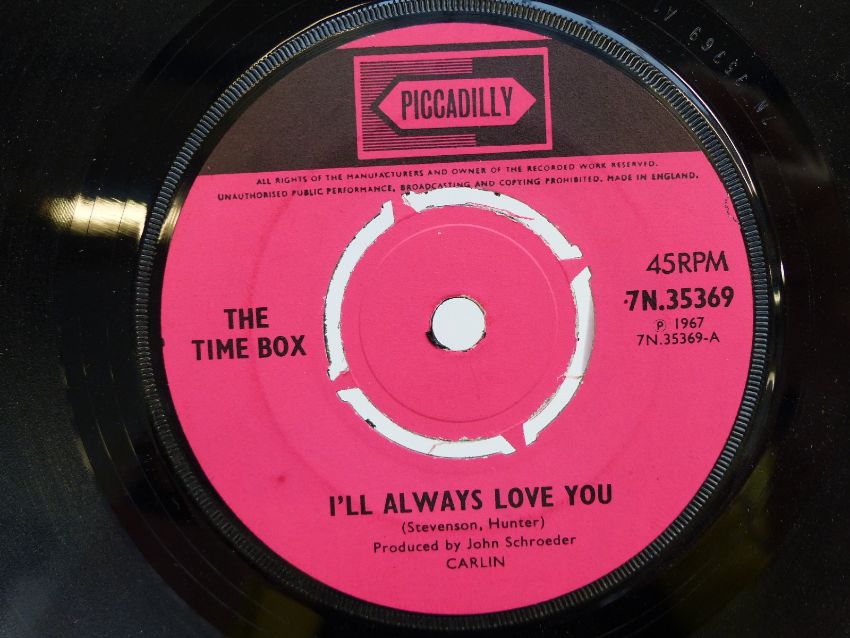 PICCADILLY
ALL RIGHTS OF THE MANUFACTURERS AND OWNER OF THE RECORDED WORK RESERVED.
UNAUTHORISED PUBLIC PERFORMANCE, BROADCASTING AND COPYING PROHIBITED. MADE IN ENGLAND.
45RPM
7N.35369
Ⓟ 1967
7N.35369-A
THE
TIME BOX
I'LL ALWAYS LOVE YOU
(Stevenson, Hunter)
Produced by John Schroeder
CARLIN